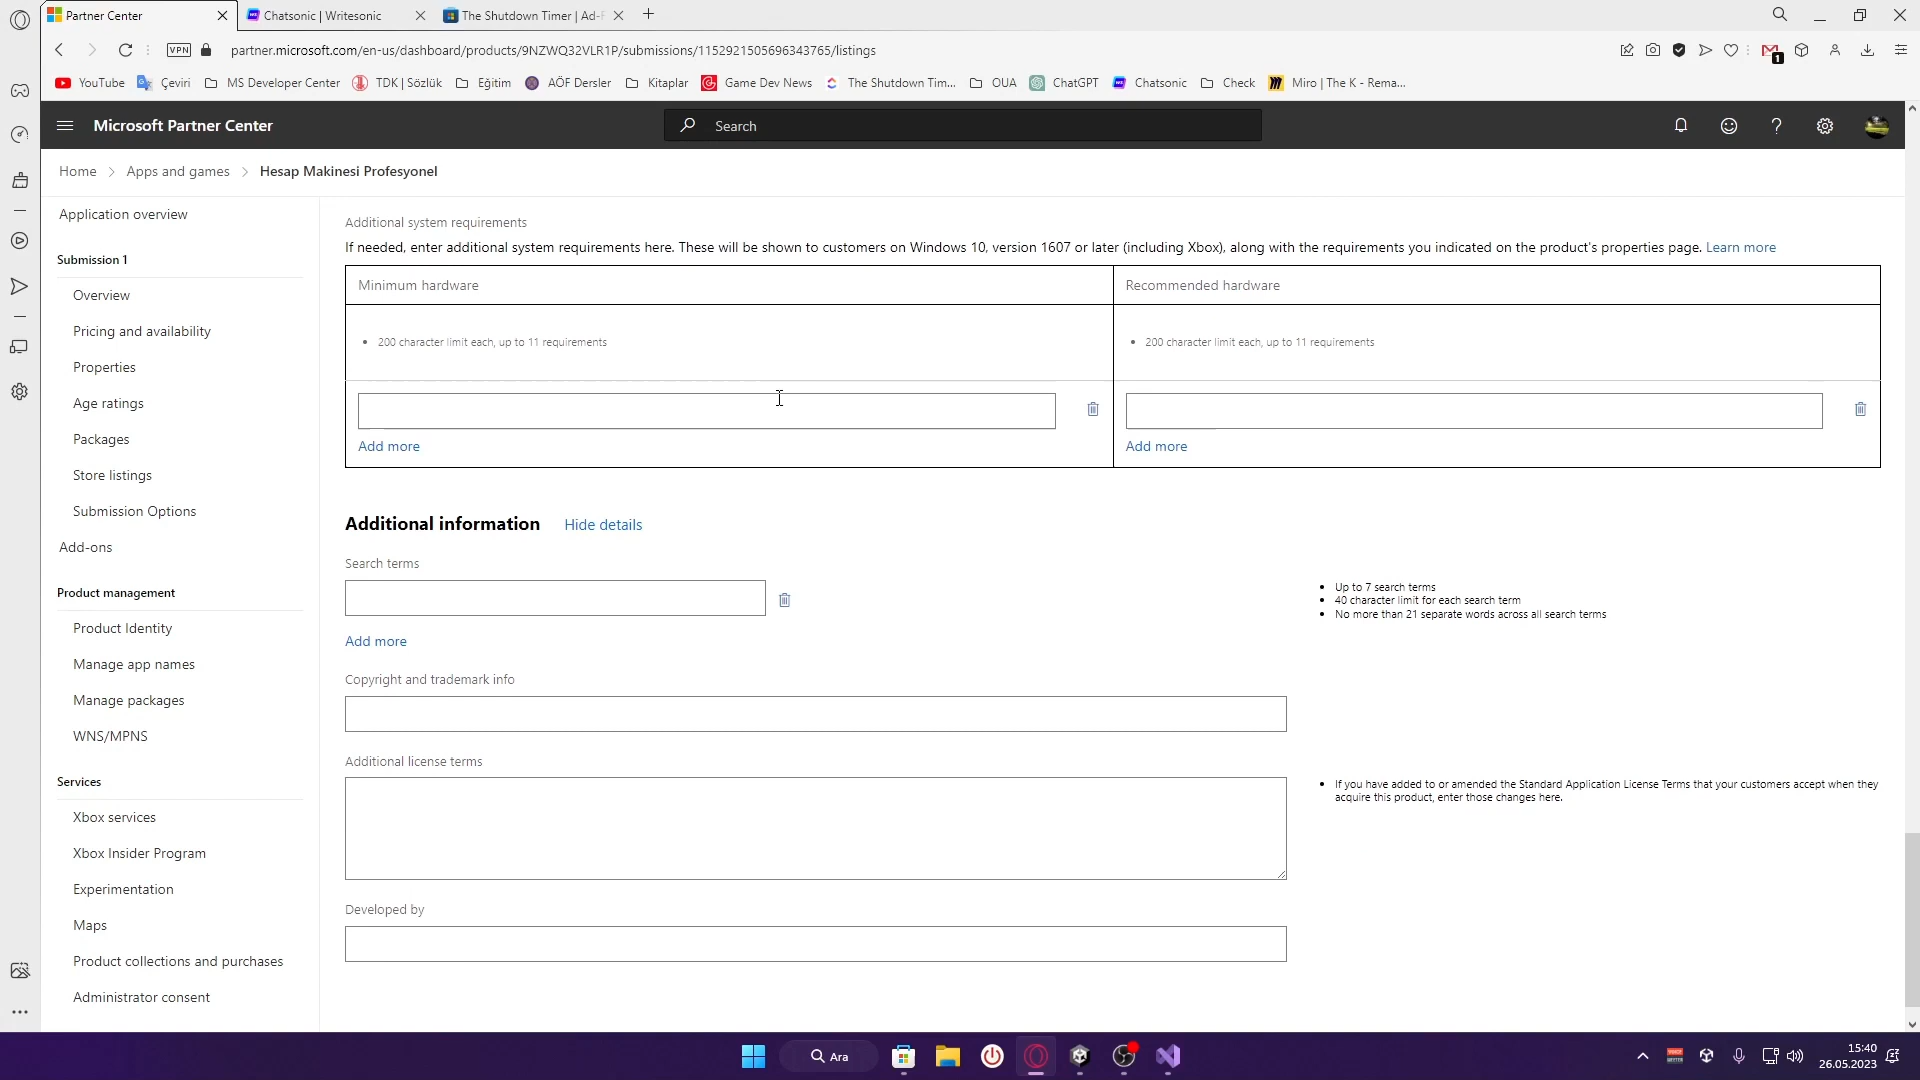 Partner Center
Chatsonic | Writesonic
The Shutdown Timer | Ad-F
VPN
partner.microsoft.com/en-us/dashboard/products/9NZWQ32VLR1P/submissions/1152921505696343765/listings
1
YouTube
Çeviri
MS Developer Center
TDK | Sözlük
Eğitim
AÖF Dersler
Kitaplar
Game Dev News
The Shutdown Tim...
OUA
ChatGPT
Chatsonic
Check
Miro | The K - Rema...
Microsoft Partner Center
Search
Home
Apps and games
Hesap Makinesi Profesyonel
Application overview
Submission 1
Overview
Pricing and availability
Properties
Age ratings
Packages
Store listings
Submission Options
Add-ons
Product management
Product Identity
Manage app names
Manage packages
WNS/MPNS
Services
Xbox services
Xbox Insider Program
Experimentation
Maps
Product collections and purchases
Administrator consent
Additional system requirements
If needed, enter additional system requirements here. These will be shown to customers on Windows 10, version 1607 or later (including Xbox), along with the requirements you indicated on the product's properties page. Learn more
Minimum hardware
Recommended hardware
• 200 character limit each, up to 11 requirements
• 200 character limit each, up to 11 requirements
Add more
Add more
Additional information
Hide details
Search terms
• Up to 7 search terms
• 40 character limit for each search term
• No more than 21 separate words across all search terms
Add more
Copyright and trademark info
Additional license terms
• If you have added to or amended the Standard Application License Terms that your customers accept when they
acquire this product, enter those changes here.
Developed by
Ara
15:40
26.05.2023